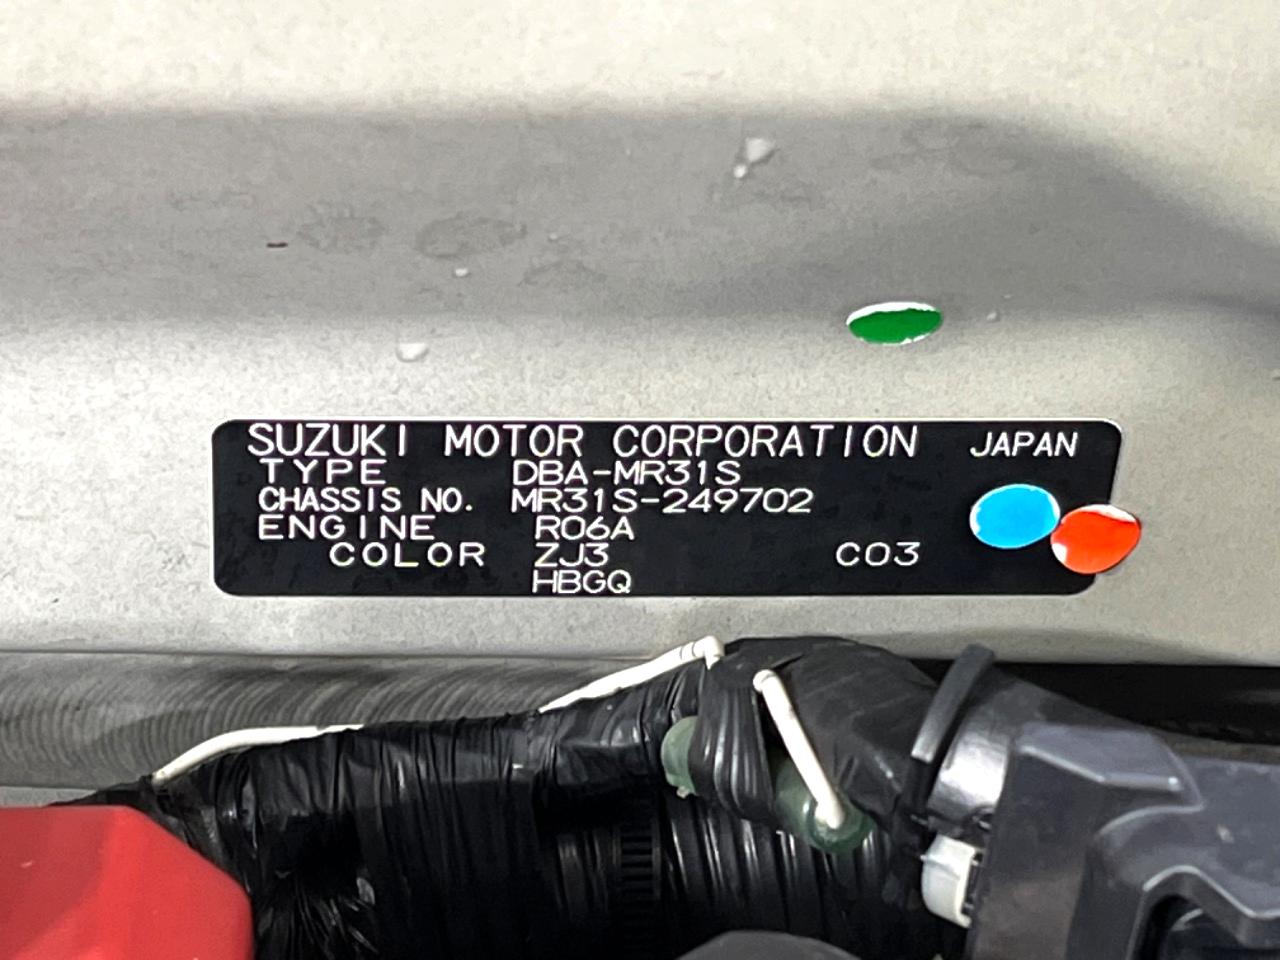 SUZUKI MOTOR CORPORATION JAPAN
TYPE DBA-MR31S
CHASSIS NO. MR31S-249702
ENGINE R06A
COLOR ZJ3 C03
HBGQ